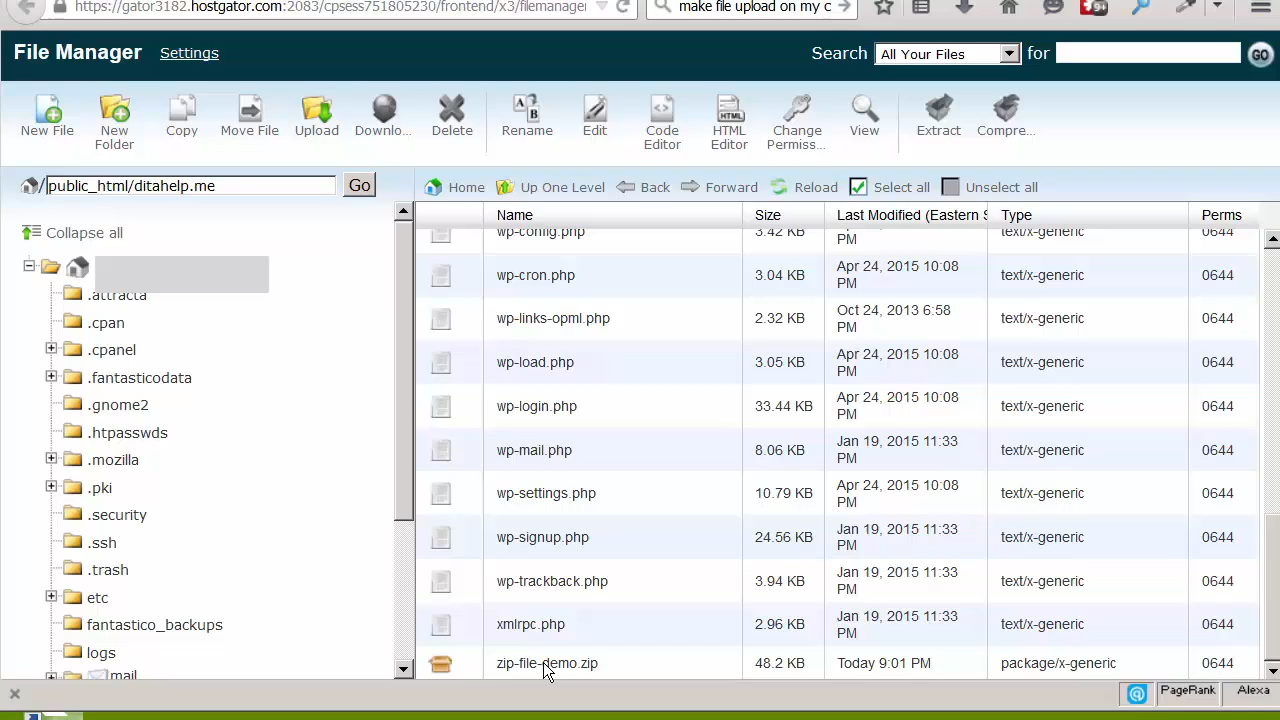 https://gator3182.hostgator.com:2083/cpsess751805230/frontend/x3/filemanager make file upload on my c 9+
File Manager Settings Search All Your Files for GO
New File New Folder Copy Move File Upload Downlo... Delete Rename Edit Code Editor HTML Editor Change Permiss... View Extract Compre...
/public_html/ditahelp.me Go Home Up One Level Back Forward Reload Select all Unselect all
Name Size Last Modified (Eastern S Type Perms
Collapse all
wp-config.php 3.42 KB PM text/x-generic 0644
wp-cron.php 3.04 KB Apr 24, 2015 10:08 PM text/x-generic 0644
wp-links-opml.php 2.32 KB Oct 24, 2013 6:58 PM text/x-generic 0644
wp-load.php 3.05 KB Apr 24, 2015 10:08 PM text/x-generic 0644
wp-login.php 33.44 KB Apr 24, 2015 10:08 PM text/x-generic 0644
wp-mail.php 8.06 KB Jan 19, 2015 11:33 PM text/x-generic 0644
wp-settings.php 10.79 KB Apr 24, 2015 10:08 PM text/x-generic 0644
wp-signup.php 24.56 KB Jan 19, 2015 11:33 PM text/x-generic 0644
wp-trackback.php 3.94 KB Jan 19, 2015 11:33 PM text/x-generic 0644
xmlrpc.php 2.96 KB Jan 19, 2015 11:33 PM text/x-generic 0644
zip-file-demo.zip 48.2 KB Today 9:01 PM package/x-generic 0644
.attracta
.cpan
.cpanel
.fantasticodata
.gnome2
.htpasswds
.mozilla
.pki
.security
.ssh
.trash
etc
fantastico_backups
logs
mail
PageRank Alexa